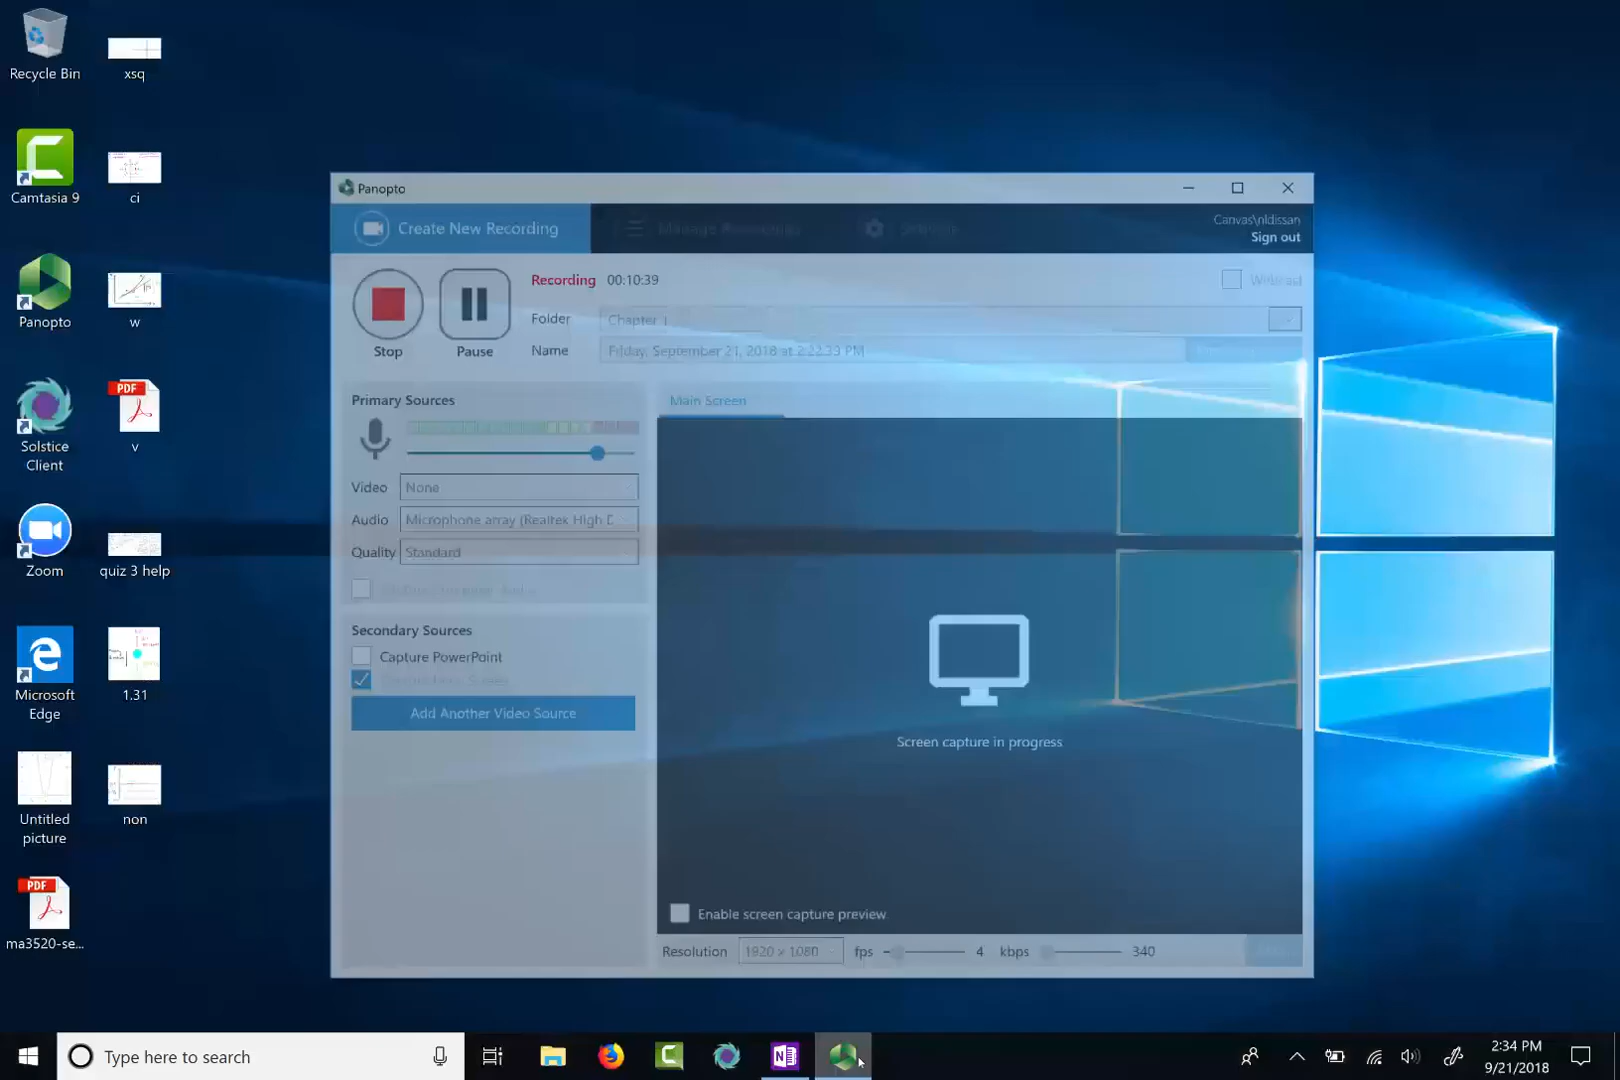 Recycle Bin
xsq
Camtasia 9
ci
Panopto
w
PDF
v
Solstice
Client
Zoom
quiz 3 help
Microsoft
Edge
1.31
Untitled
picture
non
PDF
ma3520-se...
Panopto
Create New Recording
Manage Recordings
Settings
Canvas\nldissan
Sign out
Recording 00:10:39
Webcast
Folder Chapter 1
Name Friday, September 21, 2018 at 2:22:39 PM
Stop
Pause
Primary Sources
Main Screen
Video None
Audio Microphone array (Realtek High D
Quality Standard
Secondary Sources
Capture PowerPoint
Add Another Video Source
Screen capture in progress
Enable screen capture preview
Resolution 1920 x 1080 fps 4 kbps 340
Type here to search
2:34 PM
9/21/2018